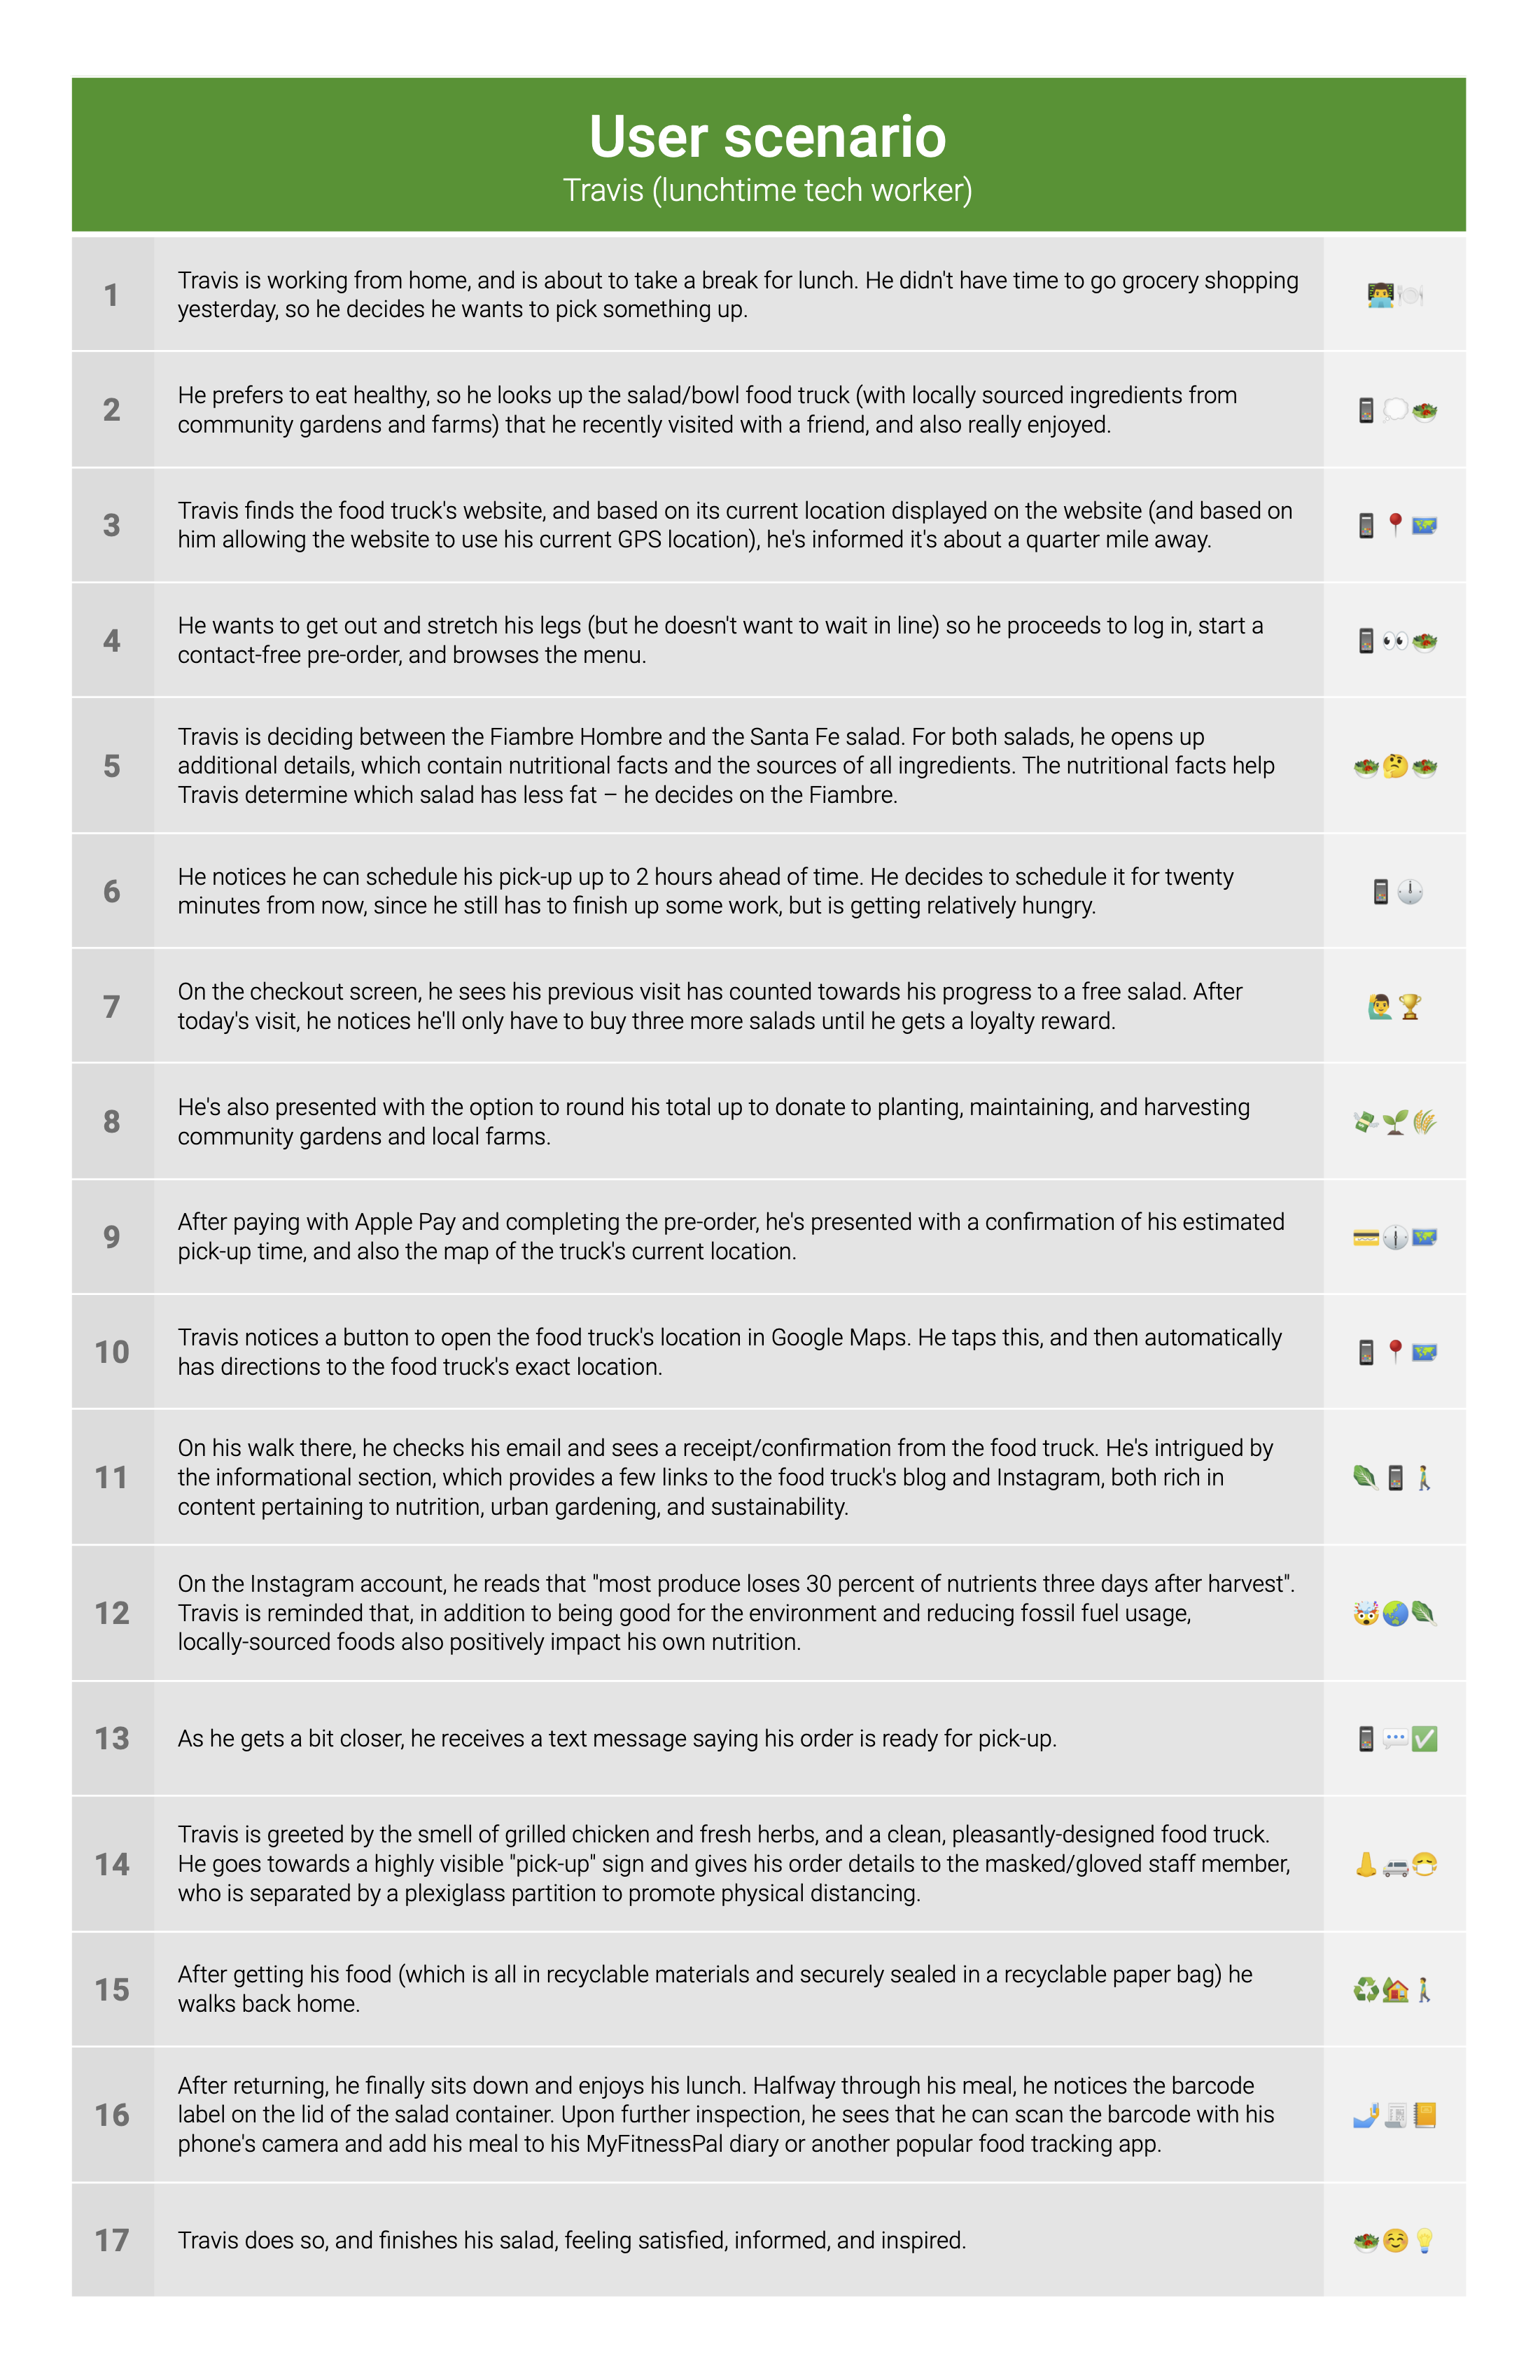 User scenario
Travis (lunchtime tech worker)
1
Travis is working from home, and is about to take a break for lunch. He didn't have time to go grocery shopping
yesterday, so he decides he wants to pick something up.
2
He prefers to eat healthy, so he looks up the salad/bowl food truck (with locally sourced ingredients from
community gardens and farms) that he recently visited with a friend, and also really enjoyed.
3
Travis finds the food truck's website, and based on its current location displayed on the website (and based on
him allowing the website to use his current GPS location), he's informed it's about a quarter mile away.
4
He wants to get out and stretch his legs (but he doesn't want to wait in line) so he proceeds to log in, start a
contact-free pre-order, and browses the menu.
5
Travis is deciding between the Fiambre Hombre and the Santa Fe salad. For both salads, he opens up
additional details, which contain nutritional facts and the sources of all ingredients. The nutritional facts help
Travis determine which salad has less fat – he decides on the Fiambre.
6
He notices he can schedule his pick-up up to 2 hours ahead of time. He decides to schedule it for twenty
minutes from now, since he still has to finish up some work, but is getting relatively hungry.
7
On the checkout screen, he sees his previous visit has counted towards his progress to a free salad. After
today's visit, he notices he'll only have to buy three more salads until he gets a loyalty reward.
8
He's also presented with the option to round his total up to donate to planting, maintaining, and harvesting
community gardens and local farms.
9
After paying with Apple Pay and completing the pre-order, he's presented with a confirmation of his estimated
pick-up time, and also the map of the truck's current location.
10
Travis notices a button to open the food truck's location in Google Maps. He taps this, and then automatically
has directions to the food truck's exact location.
11
On his walk there, he checks his email and sees a receipt/confirmation from the food truck. He's intrigued by
the informational section, which provides a few links to the food truck's blog and Instagram, both rich in
content pertaining to nutrition, urban gardening, and sustainability.
12
On the Instagram account, he reads that "most produce loses 30 percent of nutrients three days after harvest".
Travis is reminded that, in addition to being good for the environment and reducing fossil fuel usage,
locally-sourced foods also positively impact his own nutrition.
13
As he gets a bit closer, he receives a text message saying his order is ready for pick-up.
14
Travis is greeted by the smell of grilled chicken and fresh herbs, and a clean, pleasantly-designed food truck.
He goes towards a highly visible "pick-up" sign and gives his order details to the masked/gloved staff member,
who is separated by a plexiglass partition to promote physical distancing.
15
After getting his food (which is all in recyclable materials and securely sealed in a recyclable paper bag) he
walks back home.
16
After returning, he finally sits down and enjoys his lunch. Halfway through his meal, he notices the barcode
label on the lid of the salad container. Upon further inspection, he sees that he can scan the barcode with his
phone's camera and add his meal to his MyFitnessPal diary or another popular food tracking app.
17
Travis does so, and finishes his salad, feeling satisfied, informed, and inspired.